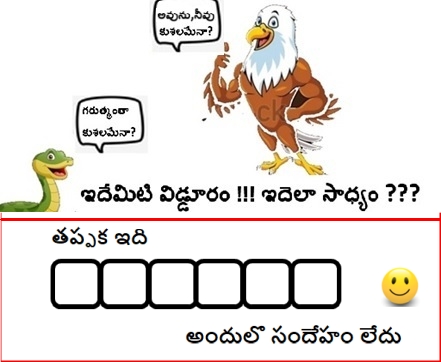 అవును,నీవు
కుశలమేనా?
గరుత్మంతా
కుశలమేనా?
ఇదేమిటి విడ్డూరం !!! ఇదెలా సాధ్యం ???
తప్పక ఇది
అందులొ సందేహం లేదు